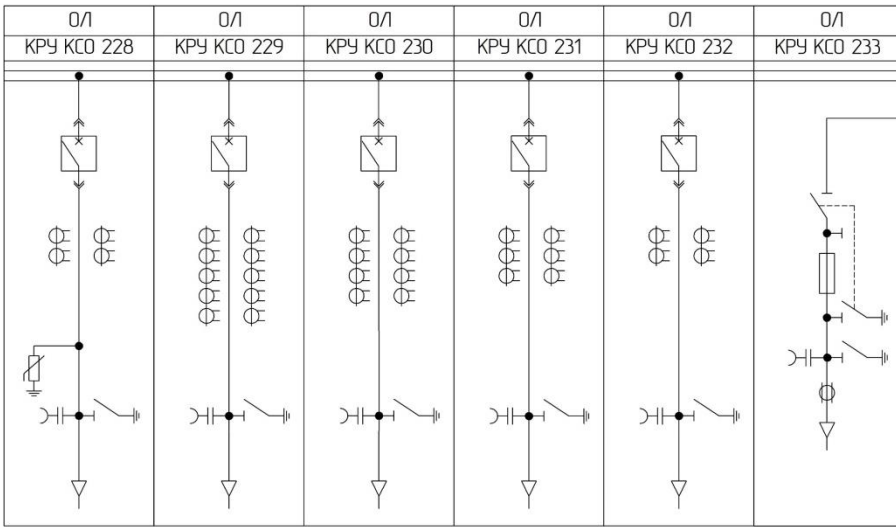 О/Л О/Л О/Л О/Л О/Л О/Л
КРУ КСО 228 КРУ КСО 229 КРУ КСО 230 КРУ КСО 231 КРУ КСО 232 КРУ КСО 233